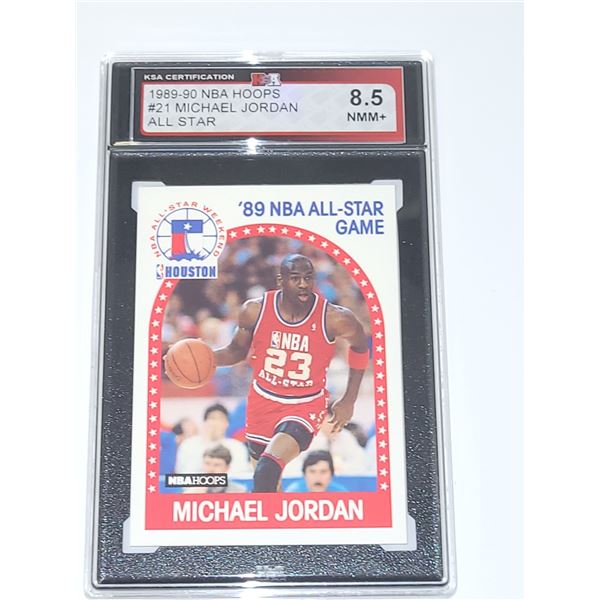 KSA CERTIFICATION
KSA
1989-90 NBA HOOPS
#21 MICHAEL JORDAN
ALL STAR
8.5
NMM+
NBA ALL-STAR WEEKEND
HOUSTON
'89 NBA ALL-STAR
GAME
NBA
23
ALL-STAR
NBA HOOPS
MICHAEL JORDAN